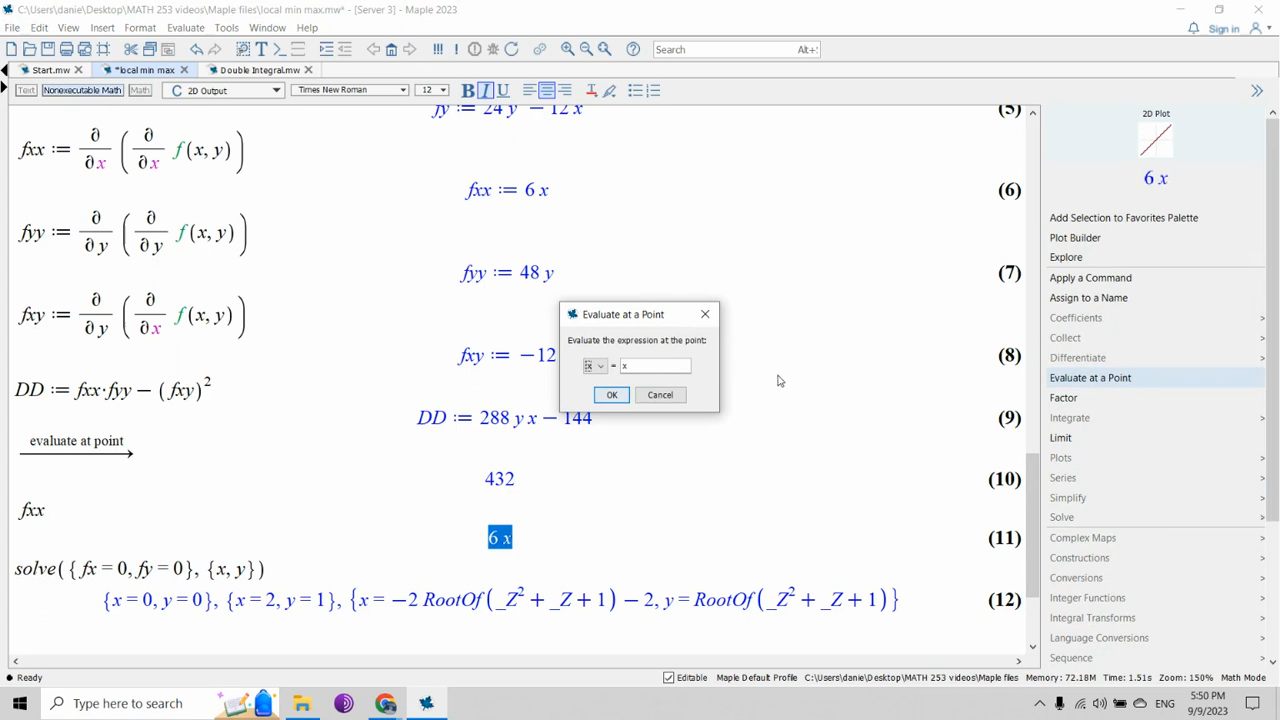 C:\Users\danie\Desktop\MATH 253 videos\Maple files\local min max.mw* - [Server 3] - Maple 2023
File Edit View Insert Format Evaluate Tools Window Help
Sign in
Search Alt+S
Start.mw *local min max Double Integral.mw
Text Nonexecutable Math Math C 2D Output Times New Roman 12 B I U
fy := 24 y² − 12 x (5)
fxx := ∂/∂x (∂/∂x f(x, y))
fxx := 6 x (6)
fyy := ∂/∂y (∂/∂y f(x, y))
fyy := 48 y (7)
fxy := ∂/∂y (∂/∂x f(x, y))
fxy := −12 (8)
DD := fxx·fyy − (fxy)²
DD := 288 y x − 144 (9)
evaluate at point
432 (10)
fxx
6 x (11)
solve({ fx = 0, fy = 0}, {x, y})
{x = 0, y = 0}, {x = 2, y = 1}, {x = −2 RootOf(_Z² + _Z + 1) − 2, y = RootOf(_Z² + _Z + 1)} (12)
Evaluate at a Point
Evaluate the expression at the point:
x = x
OK Cancel
2D Plot
6 x
Add Selection to Favorites Palette
Plot Builder
Explore
Apply a Command
Assign to a Name
Coefficients >
Collect >
Differentiate >
Evaluate at a Point
Factor
Integrate >
Limit
Plots >
Series >
Simplify >
Solve >
Complex Maps >
Constructions >
Conversions >
Integer Functions >
Integral Transforms >
Language Conversions >
Sequence >
Ready
Editable Maple Default Profile C:\Users\danie\Desktop\MATH 253 videos\Maple files Memory: 72.18M Time: 1.51s Zoom: 150% Math Mode
Type here to search
ENG
5:50 PM
9/9/2023